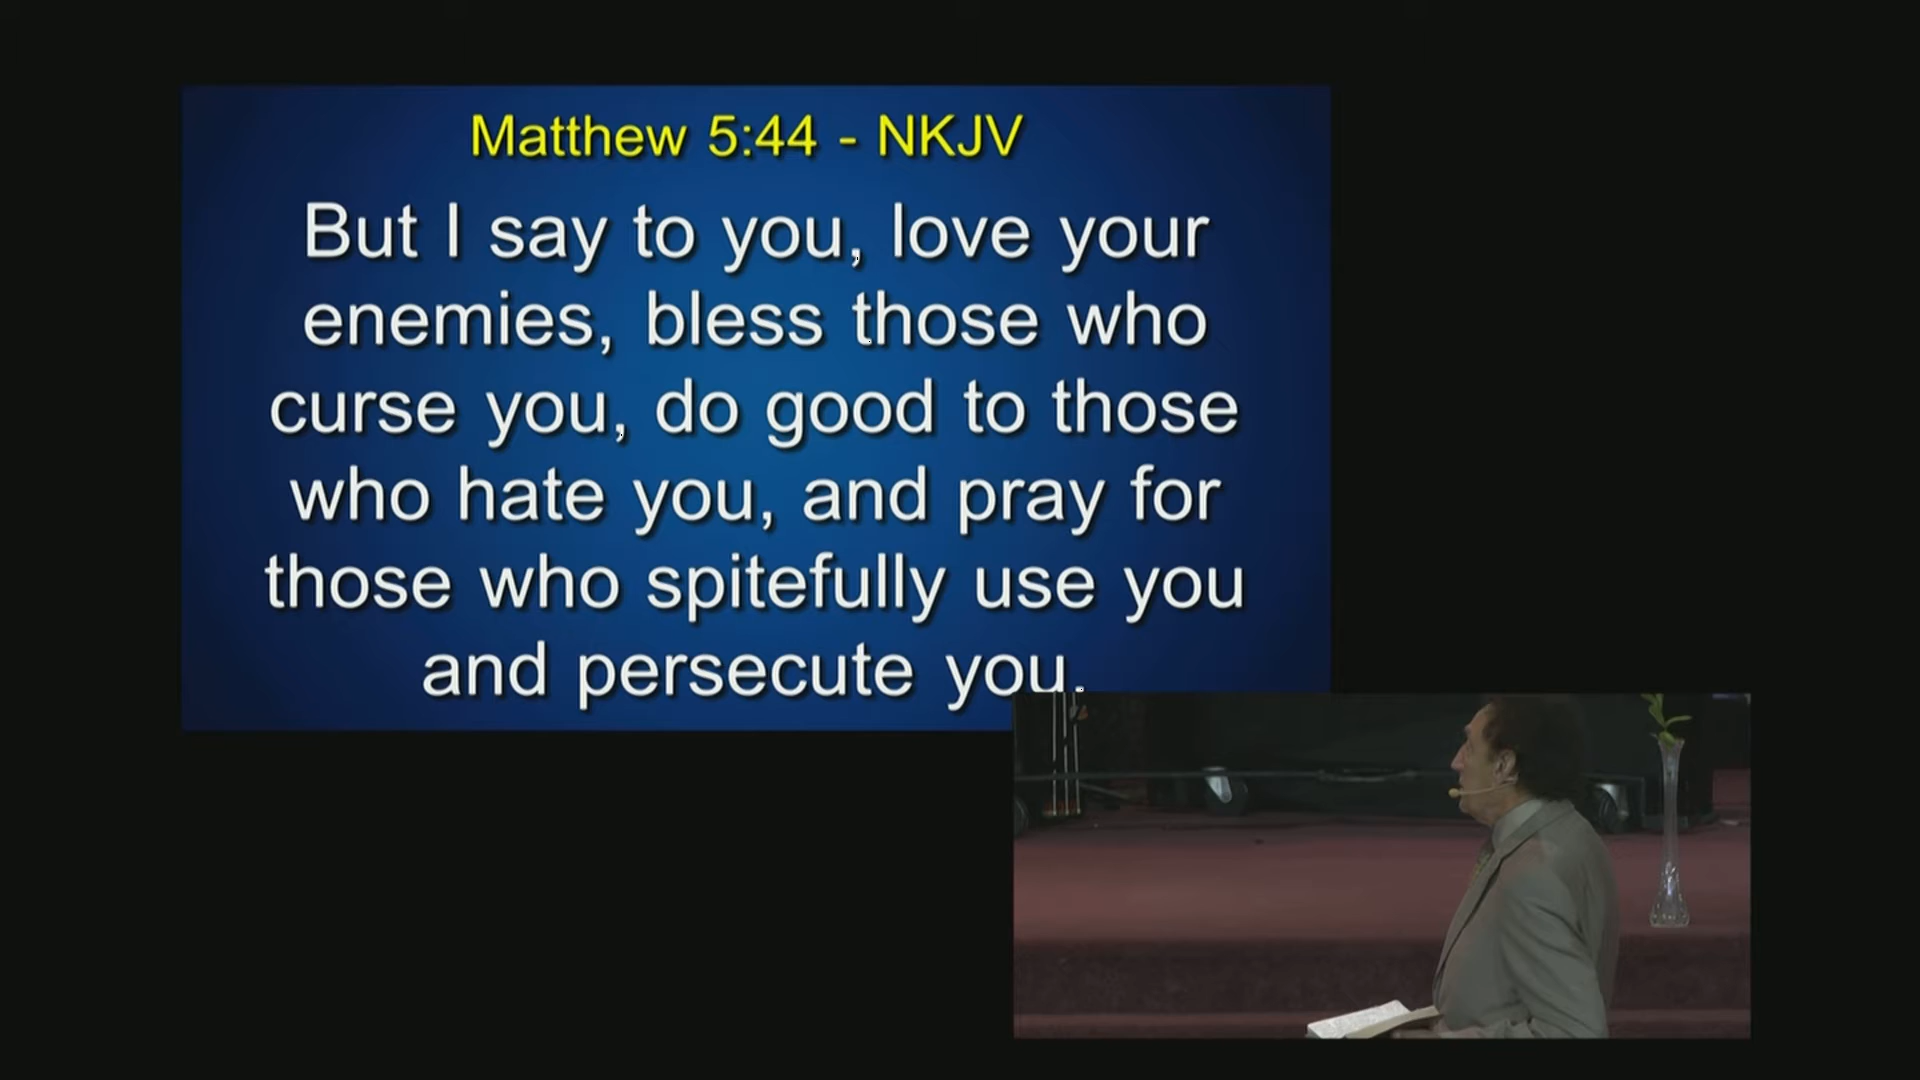 Matthew 5:44 - NKJV
But I say to you, love your
enemies, bless those who
curse you, do good to those
who hate you, and pray for
those who spitefully use you
and persecute you.